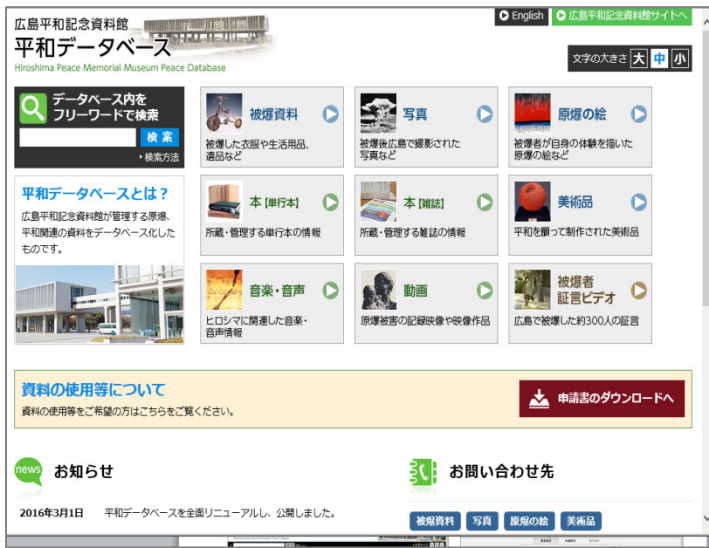 English
広島平和記念資料館サイトへ
広島平和記念資料館
平和データベース
Hiroshima Peace Memorial Museum Peace Database
文字の大きさ 大 中 小
データベース内を
フリーワードで検索
検索
検索方法
被爆資料
被爆した衣服や生活用品、
遺品など
写真
被爆後広島で撮影された
写真など
原爆の絵
被爆者が自身の体験を描いた
原爆の絵など
平和データベースとは？
広島平和記念資料館が管理する原爆、
平和関連の資料をデータベース化した
ものです。
本【単行本】
所蔵・管理する単行本の情報
本【雑誌】
所蔵・管理する雑誌の情報
美術品
平和を願って制作された美術品
音楽・音声
ヒロシマに関連した音楽・
音声情報
動画
原爆被害の記録映像や映像作品
被爆者
証言ビデオ
広島で被爆した約300人の証言
資料の使用等について
資料の使用等をご希望の方はこちらをご覧ください。
申請書のダウンロードへ
news
お知らせ
お問い合わせ先
2016年3月1日 平和データベースを全面リニューアルし、公開しました。
被爆資料 写真 原爆の絵 美術品